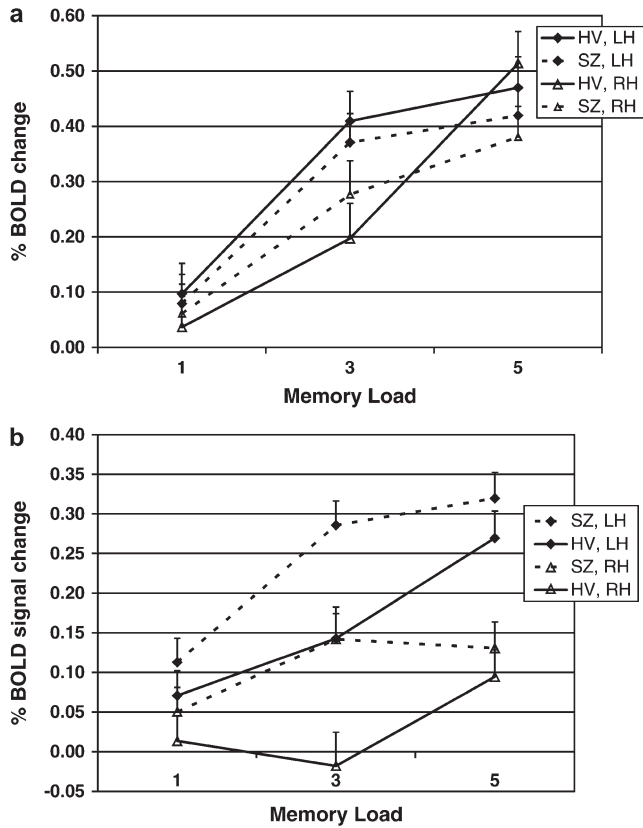 a
0.60
0.50
0.40
0.30
0.20
0.10
0.00
% BOLD change
1
3
5
Memory Load
HV, LH
SZ, LH
HV, RH
SZ, RH
b
0.40
0.35
0.30
0.25
0.20
0.15
0.10
0.05
0.00
-0.05
% BOLD signal change
1
3
5
Memory Load
SZ, LH
HV, LH
SZ, RH
HV, RH